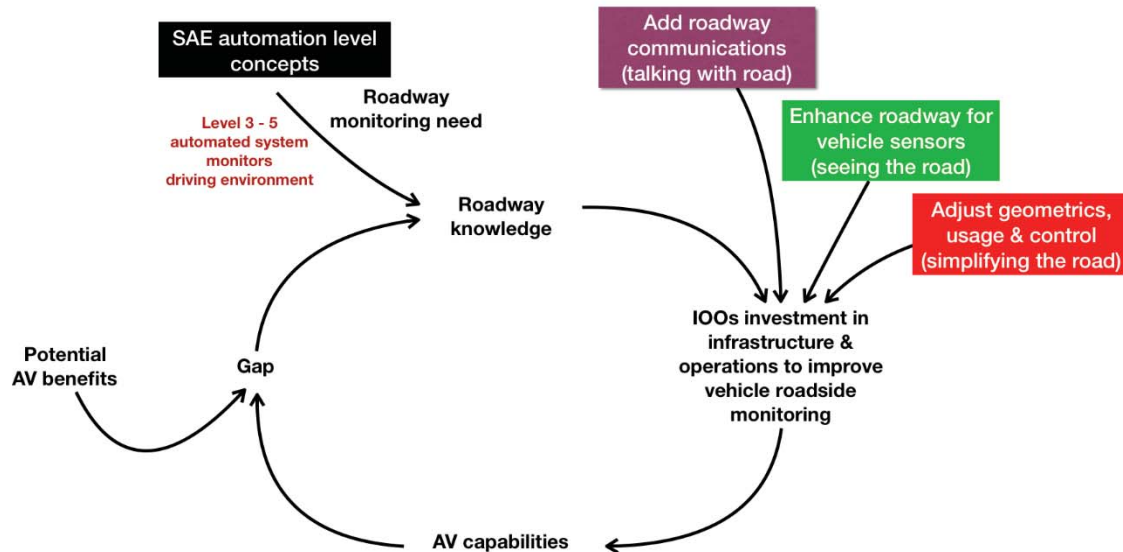 SAE automation level
concepts
Add roadway
communications
(talking with road)
Roadway
monitoring need
Level 3 - 5
automated system
monitors
driving environment
Enhance roadway for
vehicle sensors
(seeing the road)
Roadway
knowledge
Adjust geometrics,
usage & control
(simplifying the road)
IOOs investment in
infrastructure &
operations to improve
vehicle roadside
monitoring
Potential
AV benefits
Gap
AV capabilities